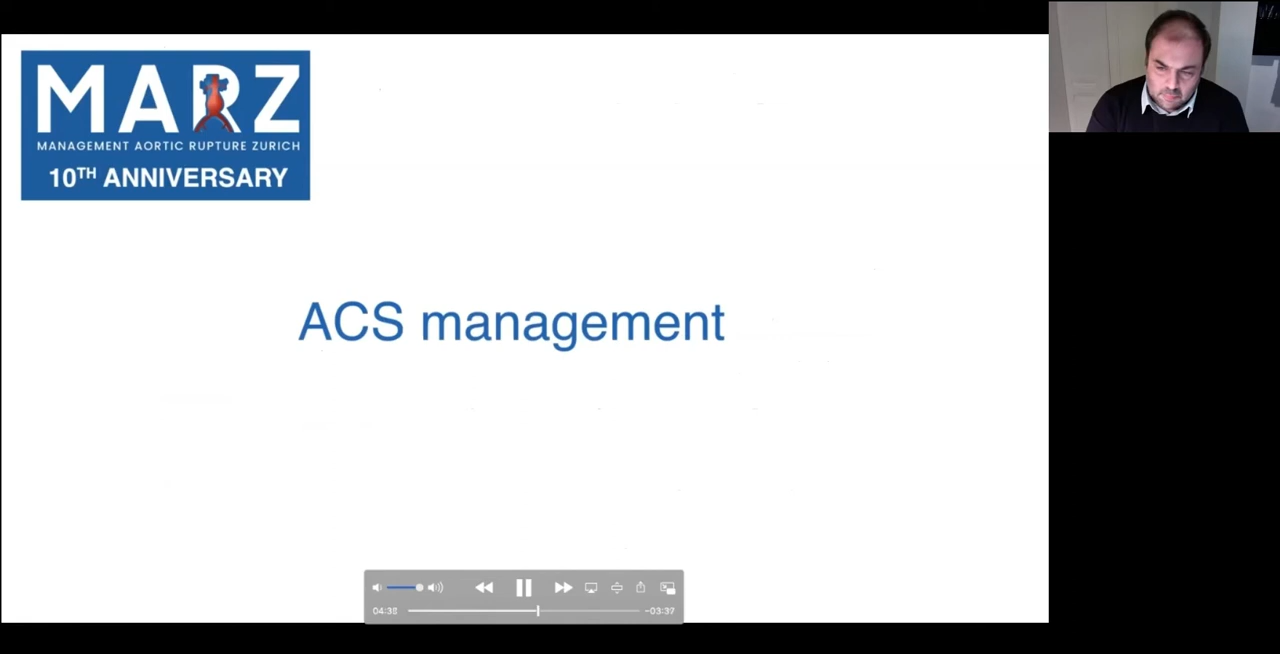 MARZ
MANAGEMENT AORTIC RUPTURE ZURICH
10TH ANNIVERSARY
ACS management
04:38
-03:37